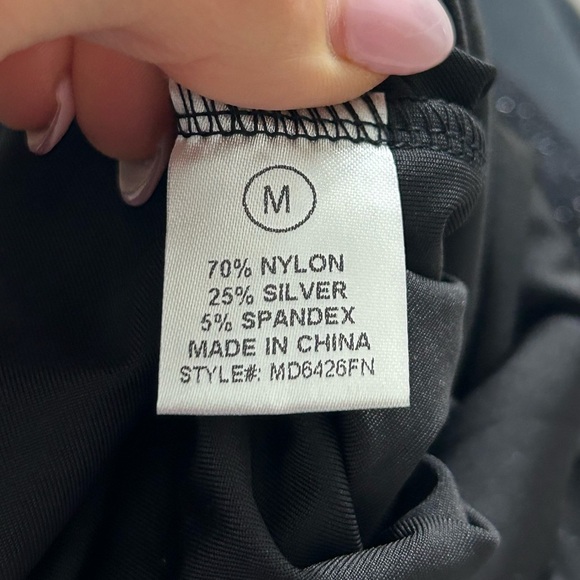 M
70% NYLON
25% SILVER
5% SPANDEX
MADE IN CHINA
STYLE#: MD6426FN